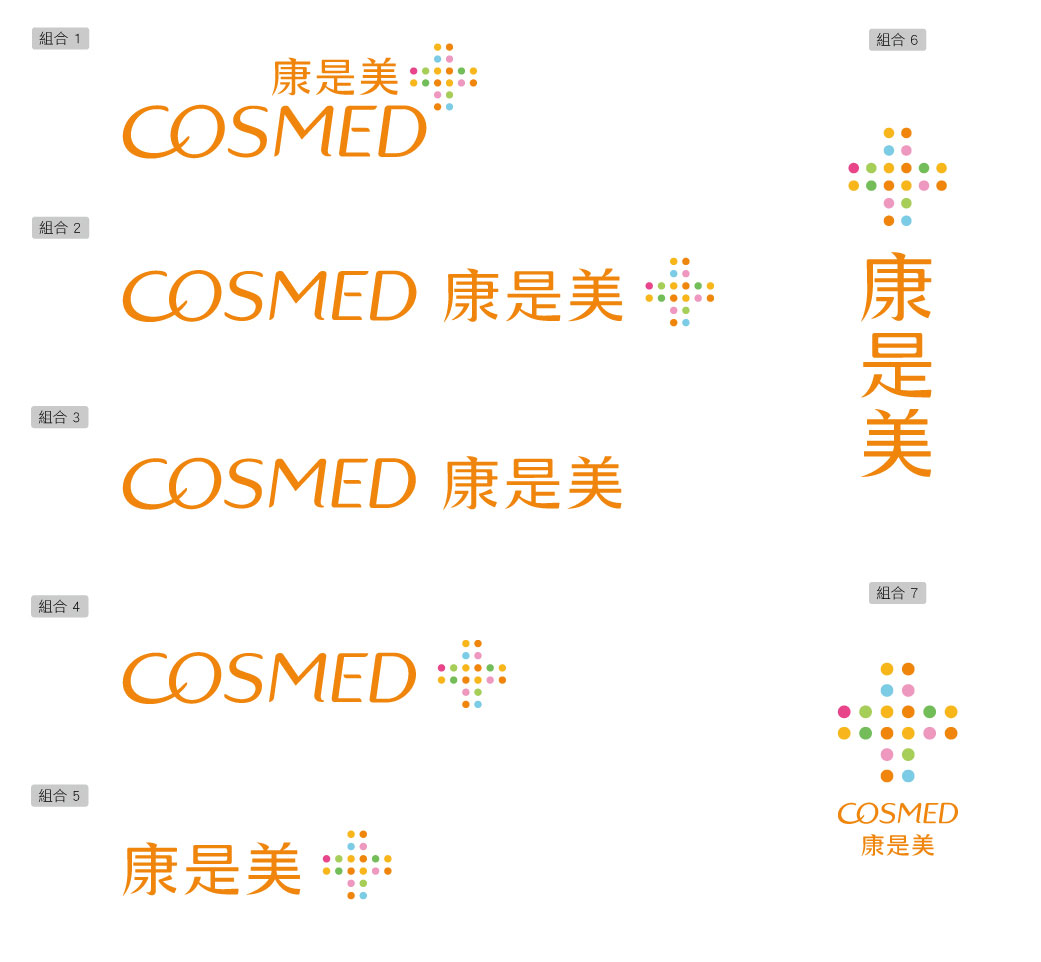 組合 1
康是美
COSMED
組合 2
COSMED 康是美
組合 3
COSMED 康是美
組合 4
COSMED
組合 5
康是美
組合 6
康是美
組合 7
COSMED
康是美